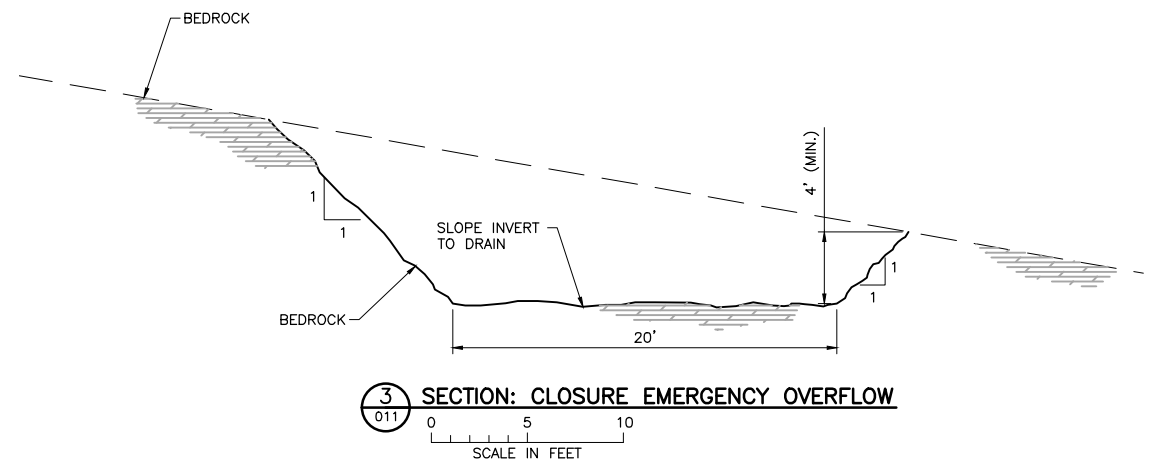 BEDROCK
4' (MIN.)
1
1
SLOPE INVERT
TO DRAIN
1
1
BEDROCK
20'
3
011
SECTION: CLOSURE EMERGENCY OVERFLOW
0 5 10
SCALE IN FEET